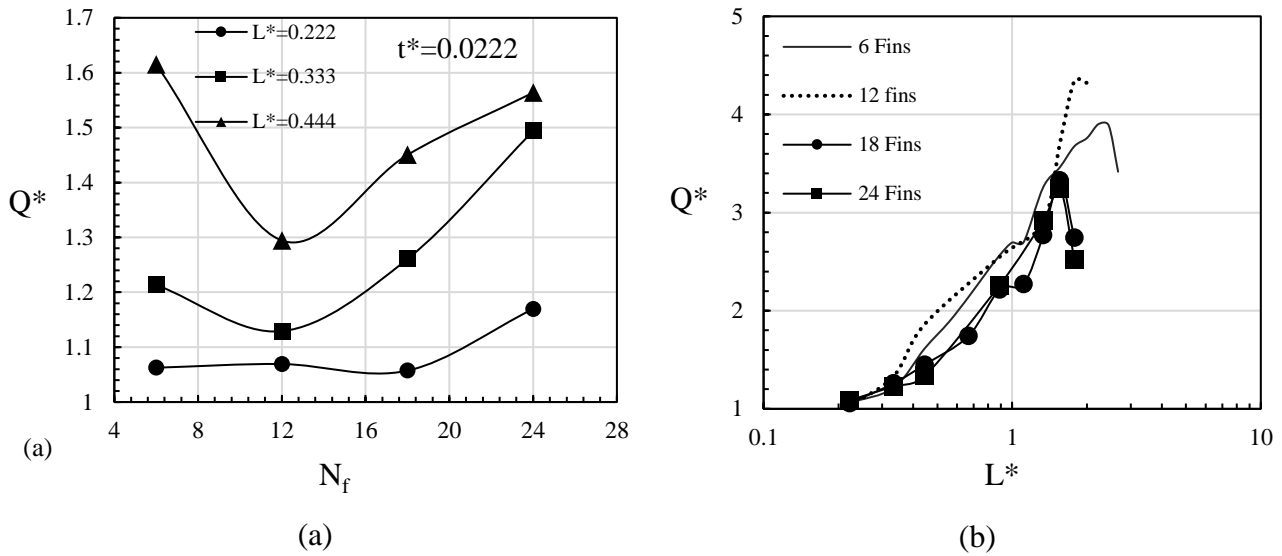 1.7
1.6
1.5
1.4
1.3
1.2
1.1
1
Q*
L*=0.222
L*=0.333
L*=0.444
t*=0.0222
4 8 12 16 20 24 28
(a)
N_f
(a)
5
4
3
2
1
Q*
6 Fins
12 fins
18 Fins
24 Fins
0.1 1 10
L*
(b)